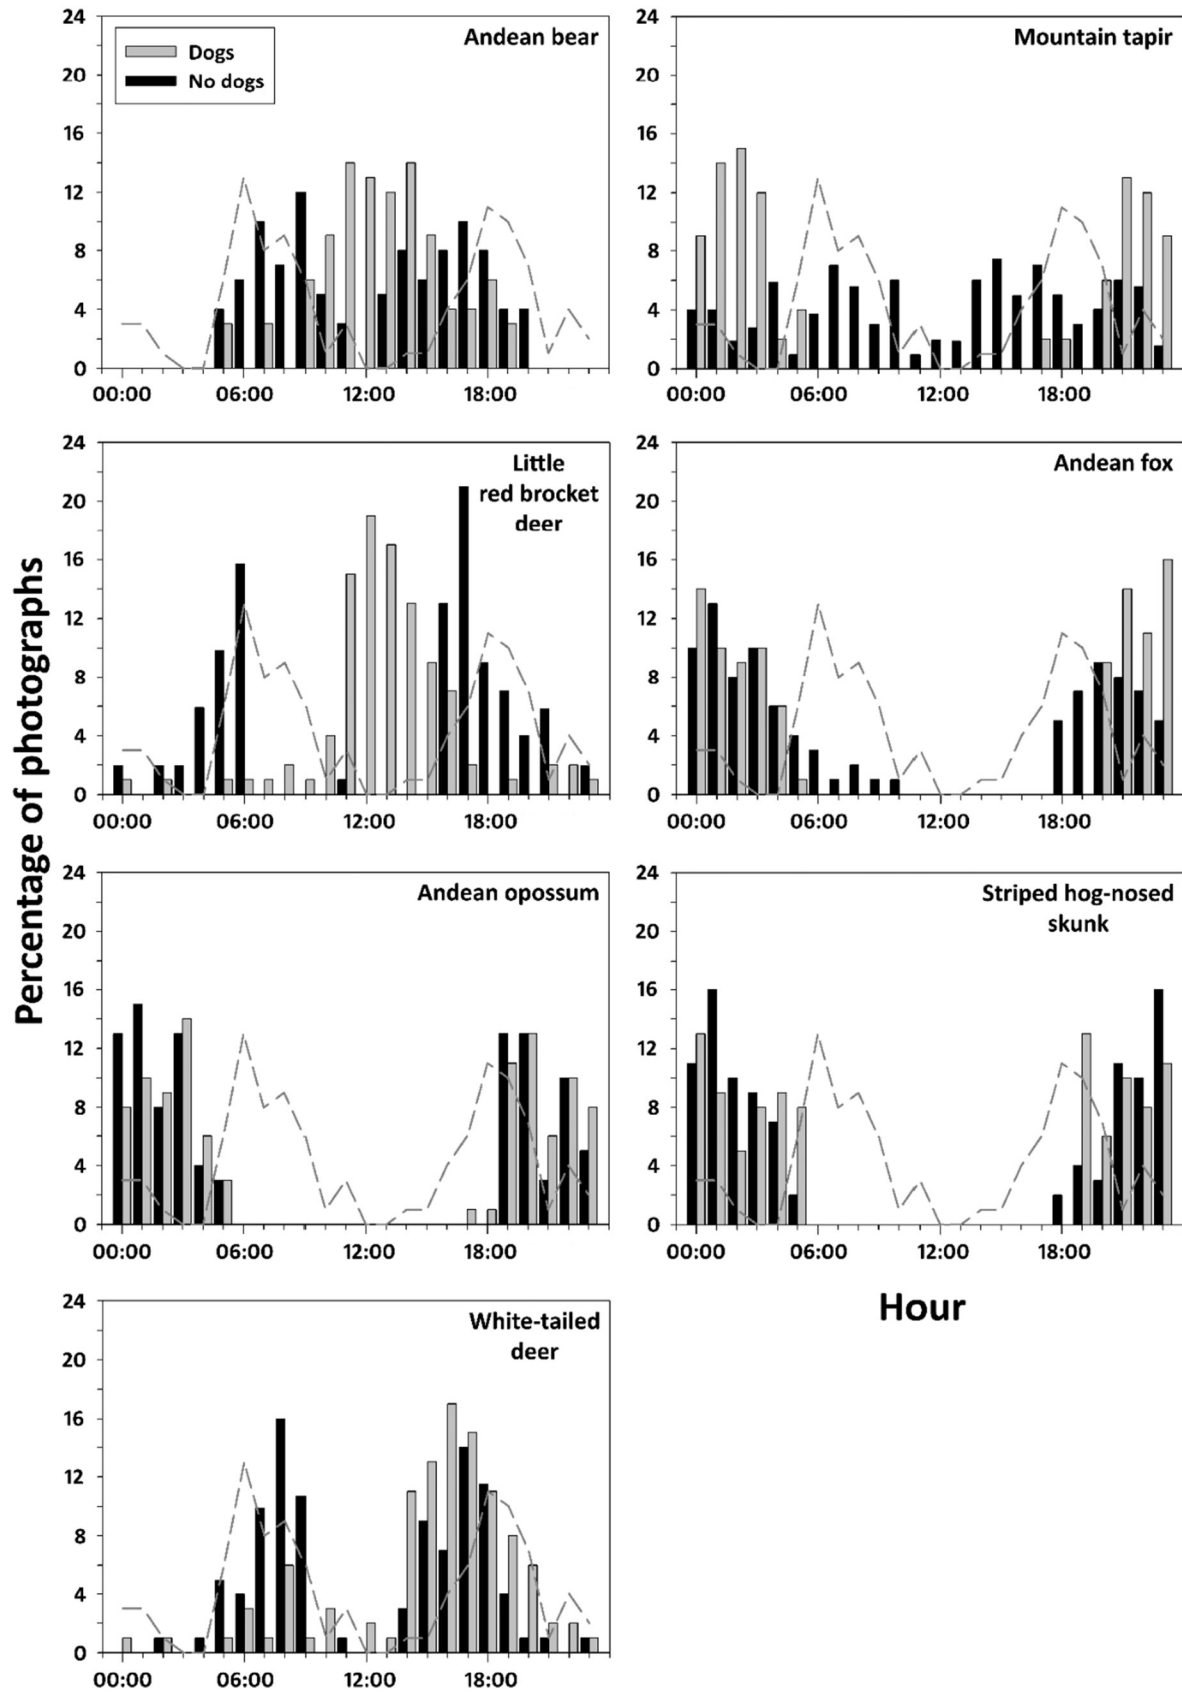 Percentage of photographs
24
20
16
12
8
4
0
Dogs
No dogs
Andean bear
00:00 06:00 12:00 18:00
24
20
16
12
8
4
0
Mountain tapir
00:00 06:00 12:00 18:00
24
20
16
12
8
4
0
Little
red brocket
deer
00:00 06:00 12:00 18:00
24
20
16
12
8
4
0
Andean fox
00:00 06:00 12:00 18:00
24
20
16
12
8
4
0
Andean opossum
00:00 06:00 12:00 18:00
24
20
16
12
8
4
0
Striped hog-nosed
skunk
00:00 06:00 12:00 18:00
24
20
16
12
8
4
0
White-tailed
deer
00:00 06:00 12:00 18:00
Hour